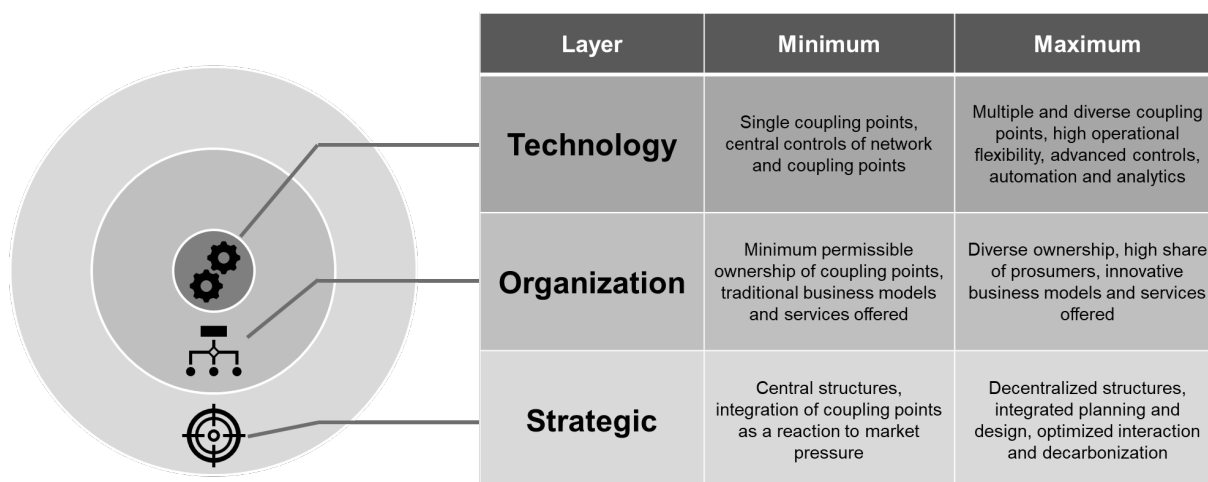 Layer Minimum Maximum
Technology
Single coupling points,
central controls of network
and coupling points
Multiple and diverse coupling
points, high operational
flexibility, advanced controls,
automation and analytics
Organization
Minimum permissible
ownership of coupling points,
traditional business models
and services offered
Diverse ownership, high share
of prosumers, innovative
business models and services
offered
Strategic
Central structures,
integration of coupling points
as a reaction to market
pressure
Decentralized structures,
integrated planning and
design, optimized interaction
and decarbonization